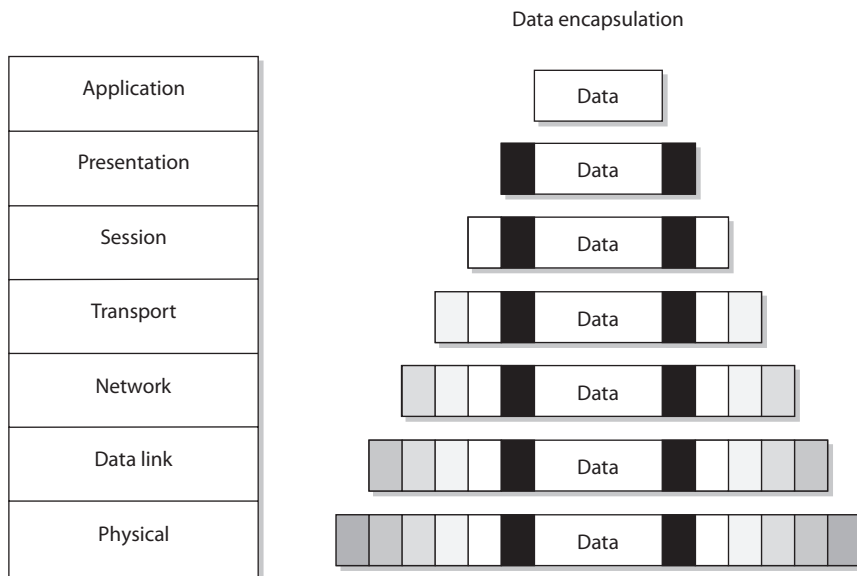 Data encapsulation
Application
Data
Presentation
Data
Session
Data
Transport
Data
Network
Data
Data link
Data
Physical
Data